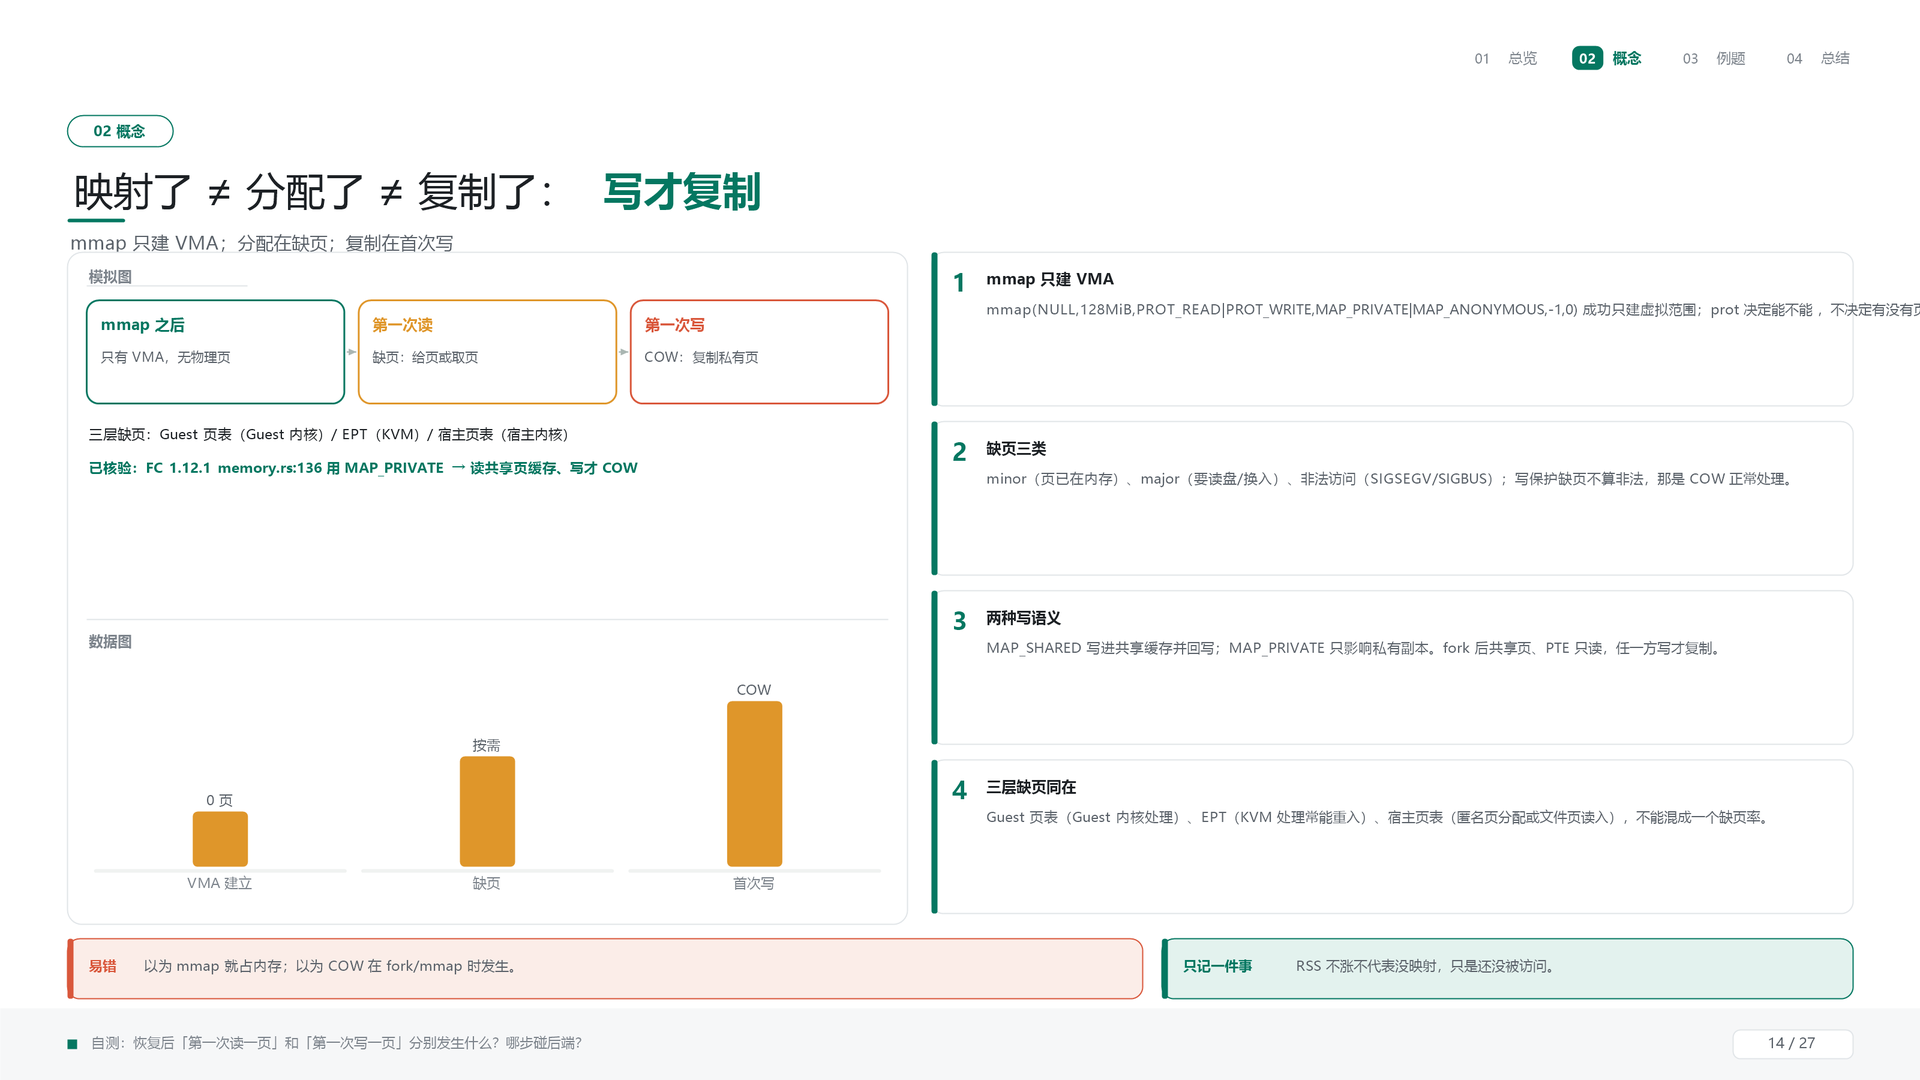 01 总览 02 概念 03 例题 04 总结
02 概念
映射了 ≠ 分配了 ≠ 复制了： 写才复制
mmap 只建 VMA；分配在缺页；复制在首次写
模拟图
mmap 之后
只有 VMA，无物理页
第一次读
缺页：给页或取页
第一次写
COW：复制私有页
三层缺页：Guest 页表（Guest 内核）/ EPT（KVM）/ 宿主页表（宿主内核）
已核验：FC 1.12.1 memory.rs:136 用 MAP_PRIVATE → 读共享页缓存、写才 COW
数据图
0 页
按需
COW
VMA 建立
缺页
首次写
1 mmap 只建 VMA
mmap(NULL,128MiB,PROT_READ|PROT_WRITE,MAP_PRIVATE|MAP_ANONYMOUS,-1,0) 成功只建虚拟范围；prot 决定能不能，不决定有没有
2 缺页三类
minor（页已在内存）、major（要读盘/换入）、非法访问（SIGSEGV/SIGBUS）；写保护缺页不算非法，那是 COW 正常处理。
3 两种写语义
MAP_SHARED 写进共享缓存并回写；MAP_PRIVATE 只影响私有副本。fork 后共享页、PTE 只读，任一方写才复制。
4 三层缺页同在
Guest 页表（Guest 内核处理）、EPT（KVM 处理常能重入）、宿主页表（匿名页分配或文件页读入），不能混成一个缺页率。
易错 以为 mmap 就占内存；以为 COW 在 fork/mmap 时发生。
只记一件事 RSS 不涨不代表没映射，只是还没被访问。
自测：恢复后「第一次读一页」和「第一次写一页」分别发生什么？哪步碰后端？
14 / 27